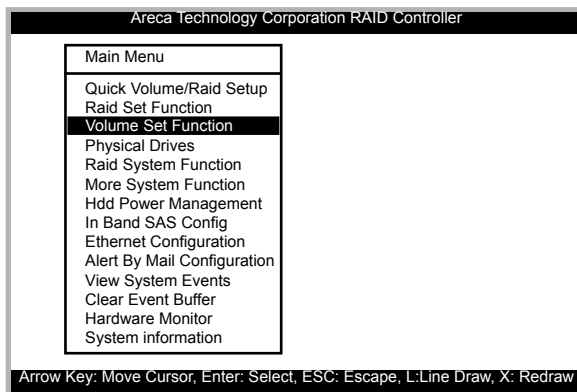 Areca Technology Corporation RAID Controller
Main Menu
Quick Volume/Raid Setup
Raid Set Function
Volume Set Function
Physical Drives
Raid System Function
More System Function
Hdd Power Management
In Band SAS Config
Ethernet Configuration
Alert By Mail Configuration
View System Events
Clear Event Buffer
Hardware Monitor
System information
Arrow Key: Move Cursor, Enter: Select, ESC: Escape, L:Line Draw, X: Redraw